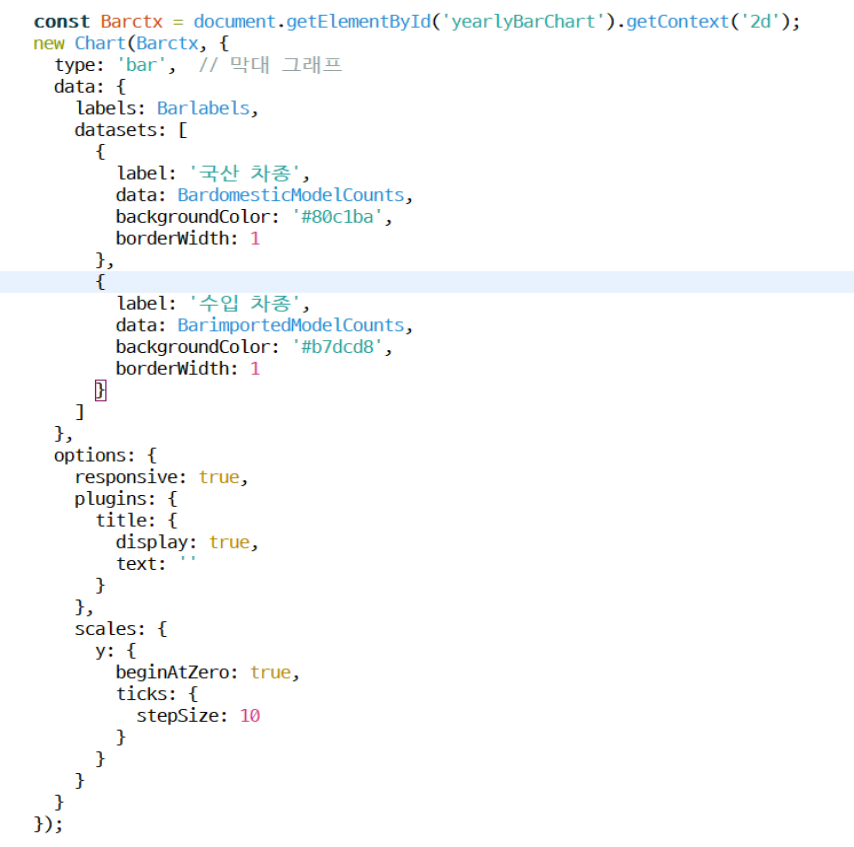 const Barctx = document.getElementById('yearlyBarChart').getContext('2d');
new Chart(Barctx, {
  type: 'bar',  // 막대 그래프
  data: {
    labels: Barlabels,
    datasets: [
      {
        label: '국산 차종',
        data: BardomesticModelCounts,
        backgroundColor: '#80c1ba',
        borderWidth: 1
      },
      {
        label: '수입 차종',
        data: BarimportedModelCounts,
        backgroundColor: '#b7dcd8',
        borderWidth: 1
      }
    ]
  },
  options: {
    responsive: true,
    plugins: {
      title: {
        display: true,
        text: ''
      }
    },
    scales: {
      y: {
        beginAtZero: true,
        ticks: {
          stepSize: 10
        }
      }
    }
  }
});